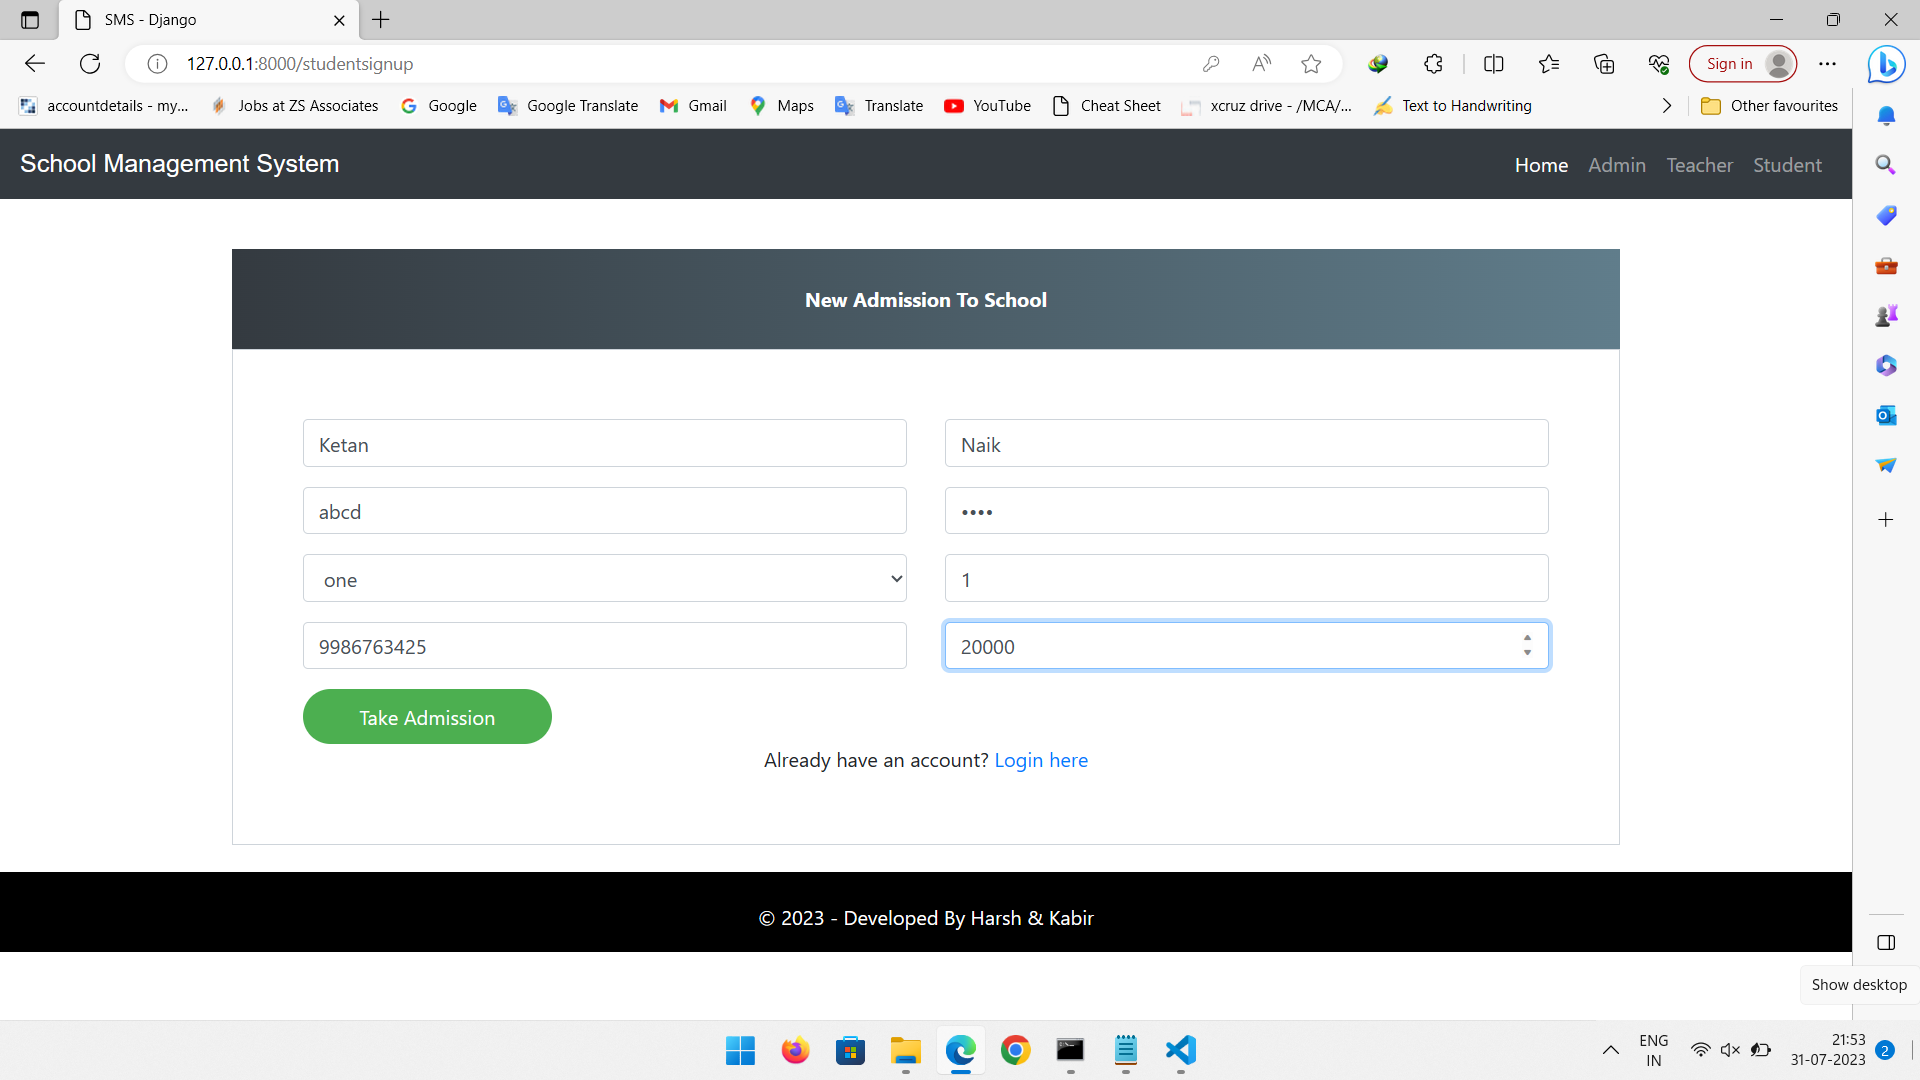 SMS - Django
127.0.0.1:8000/studentsignup
Sign in
accountdetails - my... Jobs at ZS Associates Google Google Translate Gmail Maps Translate YouTube Cheat Sheet xcruz drive - /MCA/... Text to Handwriting Other favourites
School Management System
Home Admin Teacher Student
New Admission To School
Ketan Naik
abcd ••••
one 1
9986763425 20000
Take Admission
Already have an account? Login here
© 2023 - Developed By Harsh & Kabir
Show desktop
ENG
IN
21:53
31-07-2023
2